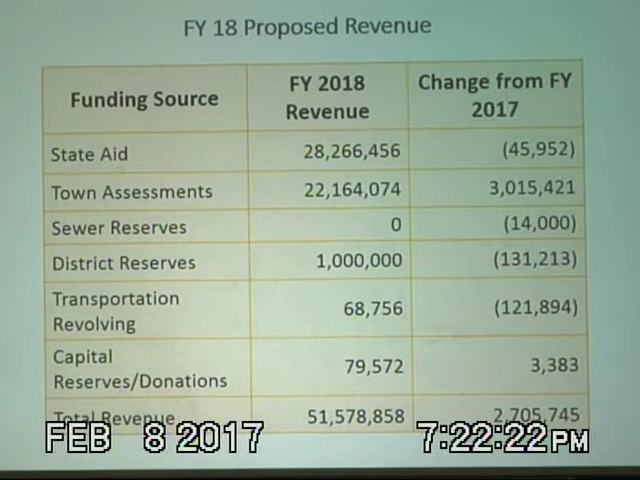 FY 18 Proposed Revenue
Funding Source FY 2018 Revenue Change from FY 2017
State Aid 28,266,456 (45,952)
Town Assessments 22,164,074 3,015,421
Sewer Reserves 0 (14,000)
District Reserves 1,000,000 (131,213)
Transportation Revolving 68,756 (121,894)
Capital Reserves/Donations 79,572 3,383
Total Revenue 51,578,858 2,705,745
FEB 8 2017 7:22:22 PM